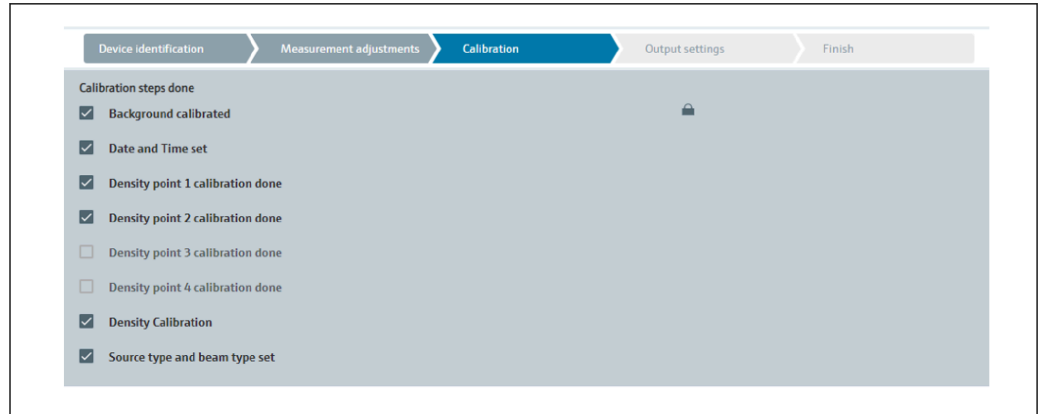 Device identification
Measurement adjustments
Calibration
Output settings
Finish
Calibration steps done
Background calibrated
Date and Time set
Density point 1 calibration done
Density point 2 calibration done
Density point 3 calibration done
Density point 4 calibration done
Density Calibration
Source type and beam type set